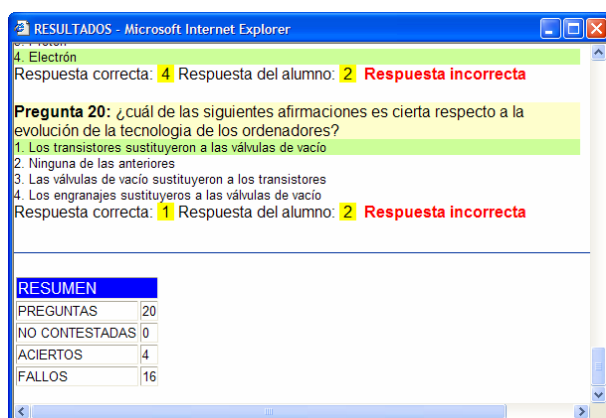 RESULTADOS - Microsoft Internet Explorer
4. Electrón
Respuesta correcta: 4 Respuesta del alumno: 2 Respuesta incorrecta
Pregunta 20: ¿cuál de las siguientes afirmaciones es cierta respecto a la
evolución de la tecnologia de los ordenadores?
1. Los transistores sustituyeron a las válvulas de vacío
2. Ninguna de las anteriores
3. Las válvulas de vacío sustituyeron a los transistores
4. Los engranajes sustituyeros a las válvulas de vacío
Respuesta correcta: 1 Respuesta del alumno: 2 Respuesta incorrecta
RESUMEN
PREGUNTAS 20
NO CONTESTADAS 0
ACIERTOS 4
FALLOS 16